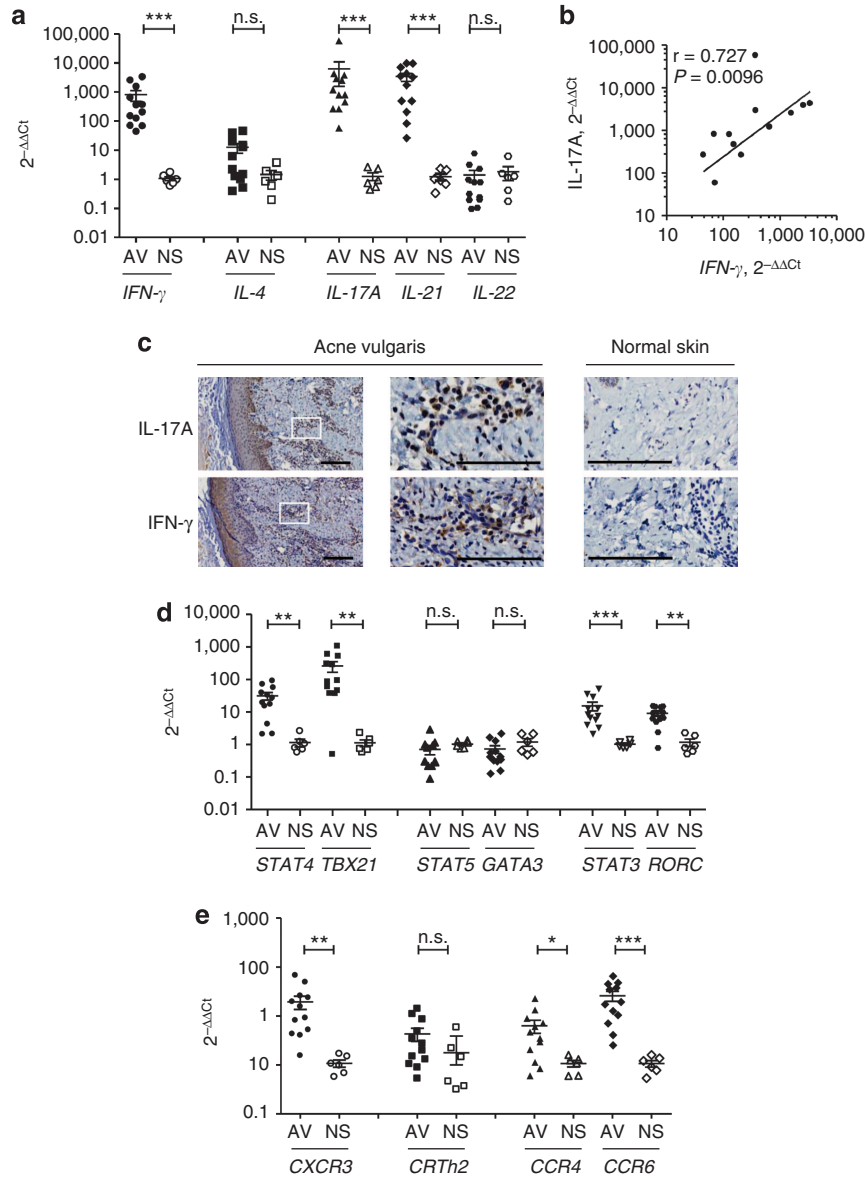 a
*** n.s. *** *** n.s.
100,000
10,000
1,000
100
10
1
0.1
0.01
2–ΔΔCt
AV NS AV NS AV NS AV NS AV NS
IFN-γ IL-4 IL-17A IL-21 IL-22
b
r = 0.727
P = 0.0096
100,000
10,000
1,000
100
10
IL-17A, 2–ΔΔCt
10 100 1,000 10,000
IFN-γ, 2–ΔΔCt
c
Acne vulgaris Normal skin
IL-17A
IFN-γ
d
** ** n.s. n.s. *** **
10,000
1,000
100
10
1
0.1
0.01
2–ΔΔCt
AV NS AV NS AV NS AV NS AV NS AV NS
STAT4 TBX21 STAT5 GATA3 STAT3 RORC
e
** n.s. * ***
1,000
100
1
10
0.1
2–ΔΔCt
AV NS AV NS AV NS AV NS
CXCR3 CRTh2 CCR4 CCR6